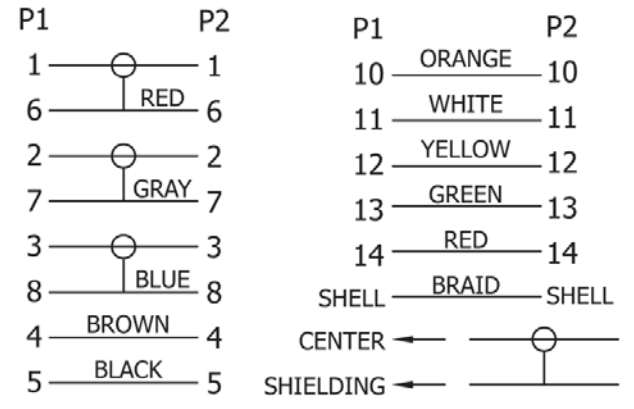 P1 P2
1 1
6 RED 6
2 2
7 GRAY 7
3 3
8 BLUE 8
4 BROWN 4
5 BLACK 5
P1 P2
10 ORANGE 10
11 WHITE 11
12 YELLOW 12
13 GREEN 13
14 RED 14
SHELL BRAID SHELL
CENTER
SHIELDING